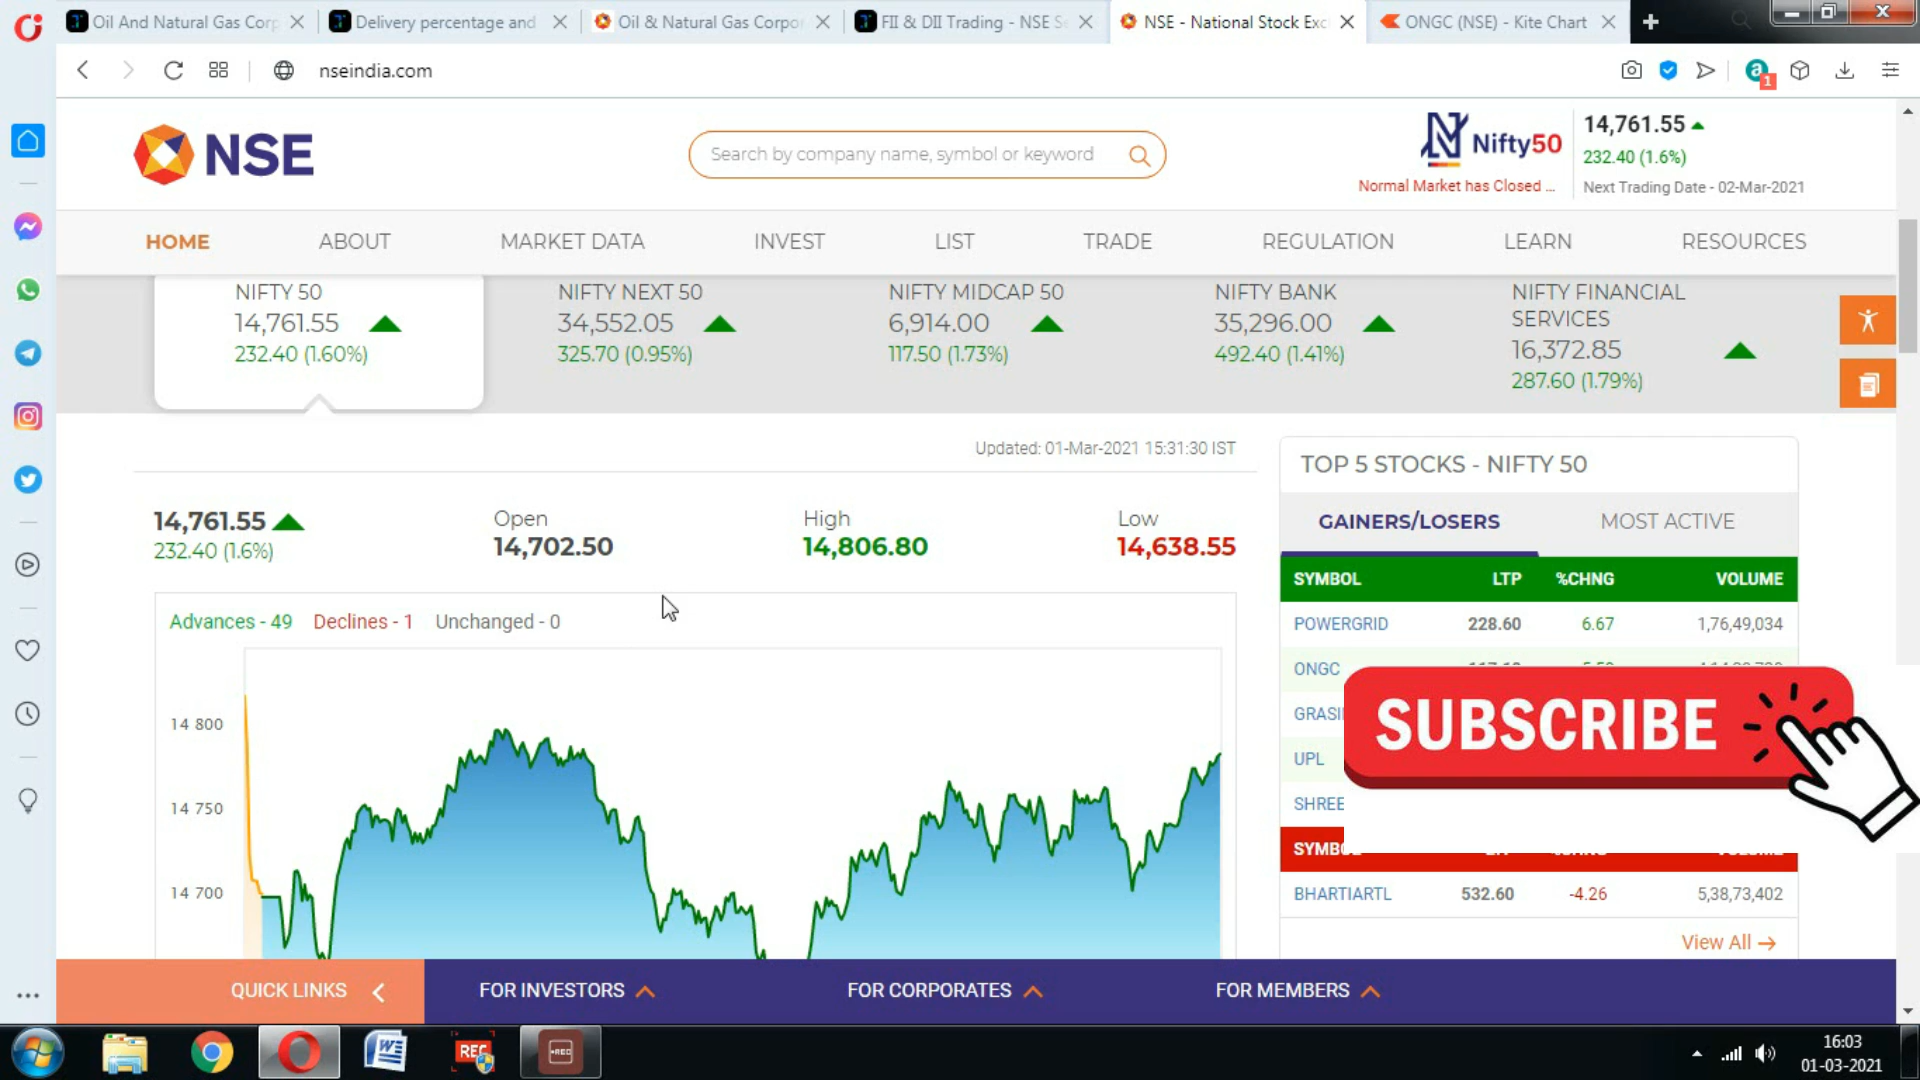 Oil And Natural Gas Corp
Delivery percentage and
Oil & Natural Gas Corpo
FII & DII Trading - NSE Se
NSE - National Stock Exc
ONGC (NSE) - Kite Chart
nseindia.com
1
NSE
Search by company name, symbol or keyword
Nifty50
Normal Market has Closed ...
14,761.55
232.40 (1.6%)
Next Trading Date - 02-Mar-2021
HOME ABOUT MARKET DATA INVEST LIST TRADE REGULATION LEARN RESOURCES
NIFTY 50
14,761.55
232.40 (1.60%)
NIFTY NEXT 50
34,552.05
325.70 (0.95%)
NIFTY MIDCAP 50
6,914.00
117.50 (1.73%)
NIFTY BANK
35,296.00
492.40 (1.41%)
NIFTY FINANCIAL
SERVICES
16,372.85
287.60 (1.79%)
Updated: 01-Mar-2021 15:31:30 IST
14,761.55
232.40 (1.6%)
Open
14,702.50
High
14,806.80
Low
14,638.55
Advances - 49 Declines - 1 Unchanged - 0
14 800
14 750
14 700
TOP 5 STOCKS - NIFTY 50
GAINERS/LOSERS MOST ACTIVE
SYMBOL LTP %CHNG VOLUME
POWERGRID 228.60 6.67 1,76,49,034
ONGC
GRASI
UPL
SHREE
SUBSCRIBE
BHARTIARTL 532.60 -4.26 5,38,73,402
View All
QUICK LINKS FOR INVESTORS FOR CORPORATES FOR MEMBERS
REC
REC
16:03
01-03-2021